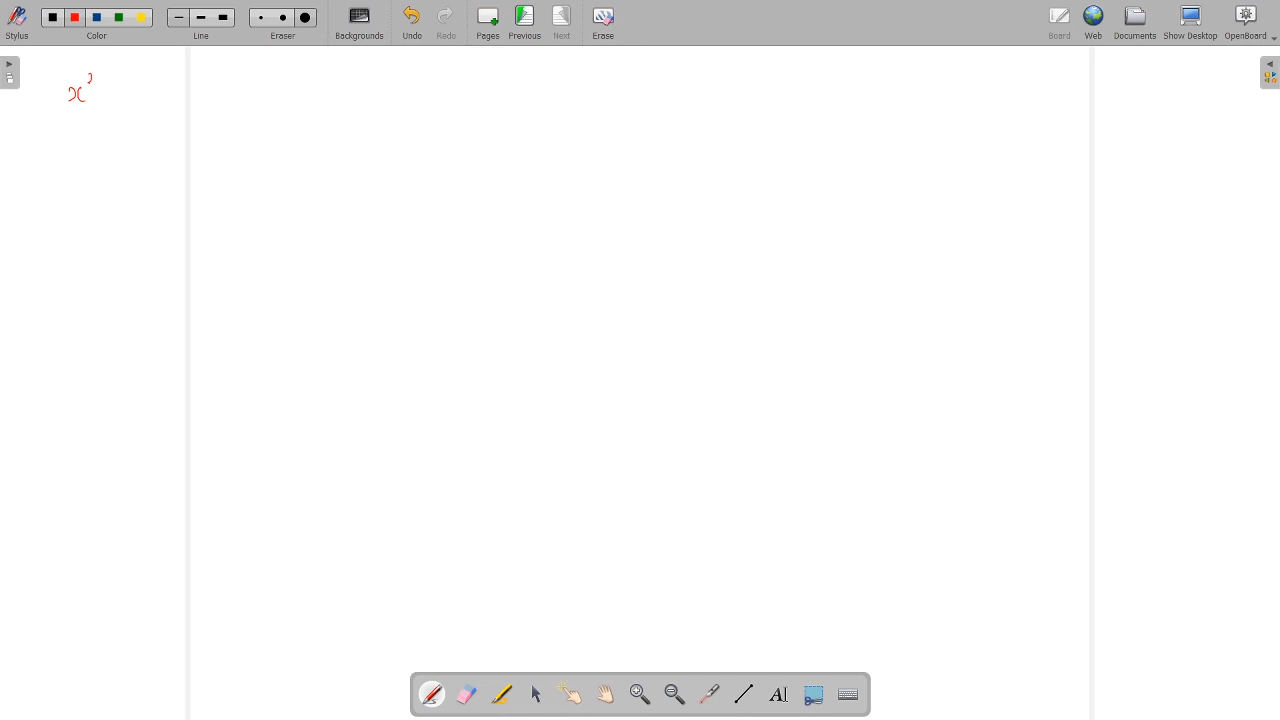 Stylus
Color
Line
Eraser
Backgrounds
Undo
Redo
Pages
Previous
Next
Erase
Board
Web
Documents
Show Desktop
OpenBoard
x
A